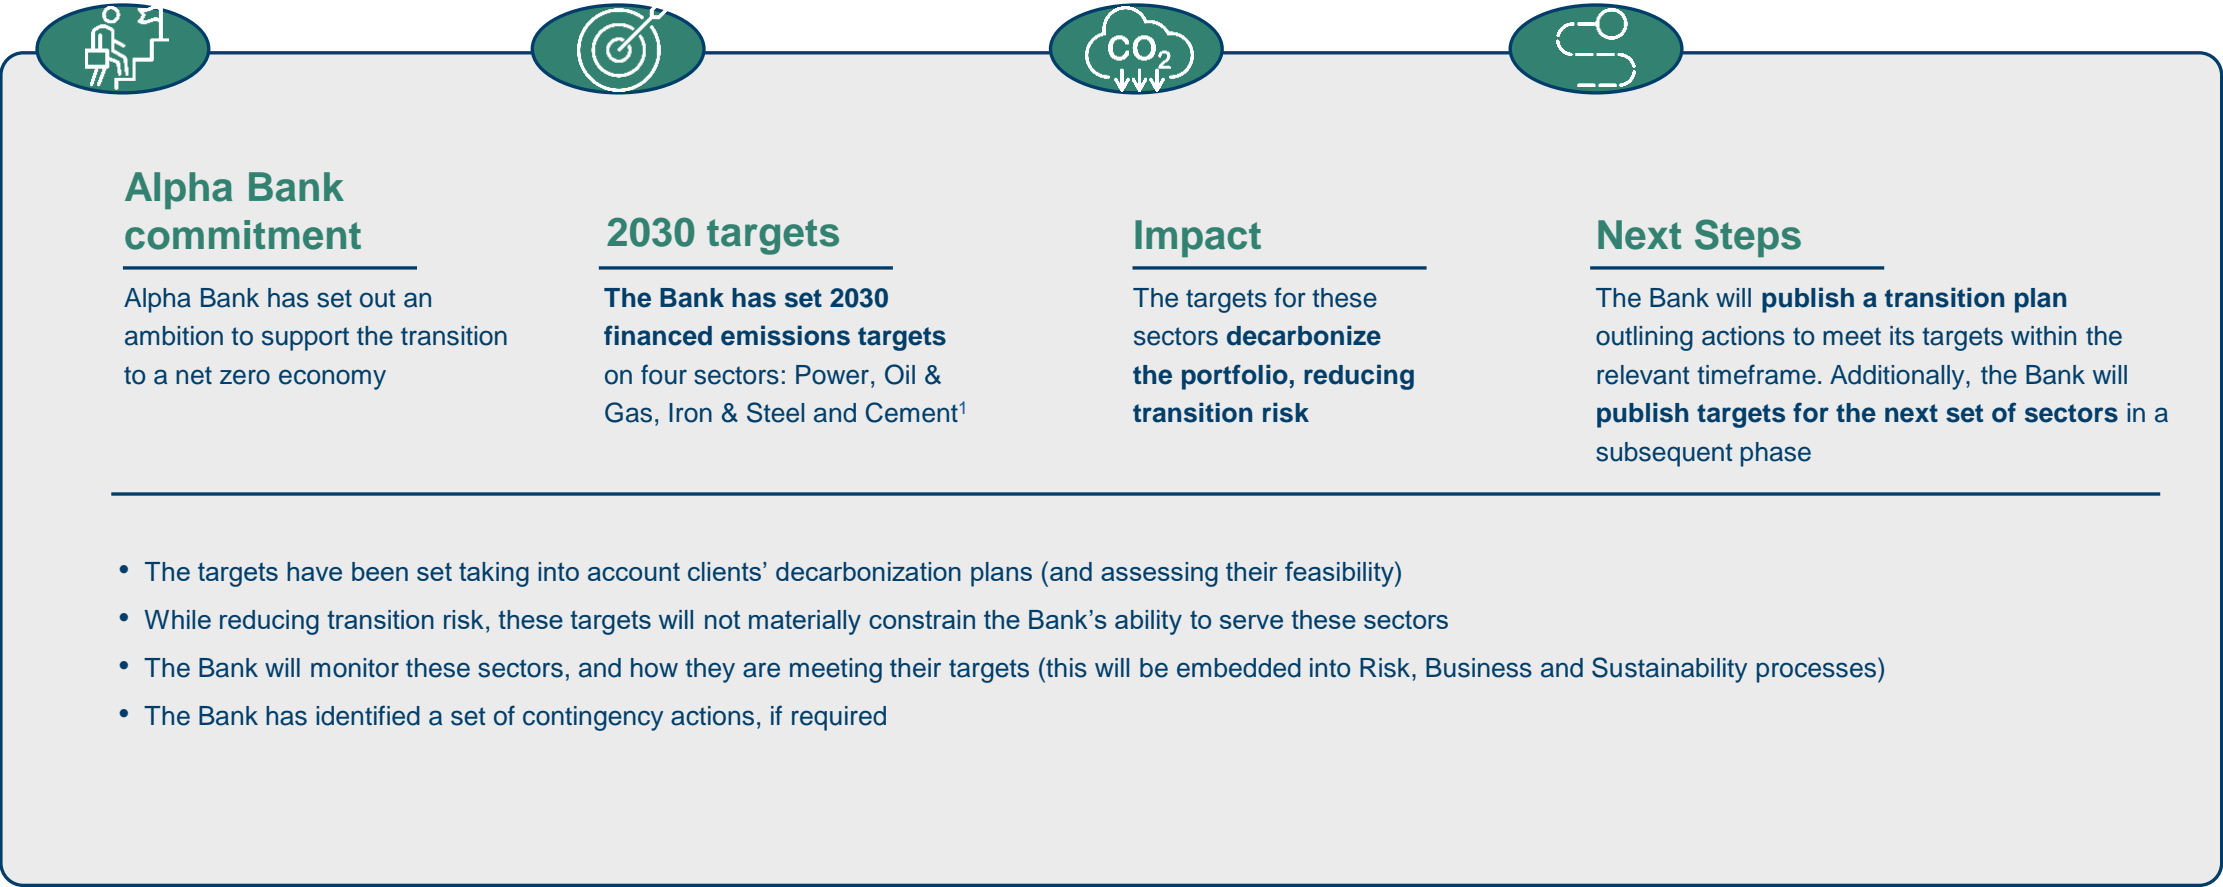 CO2
Alpha Bank
commitment
Alpha Bank has set out an
ambition to support the transition
to a net zero economy
2030 targets
The Bank has set 2030
financed emissions targets
on four sectors: Power, Oil &
Gas, Iron & Steel and Cement1
Impact
The targets for these
sectors decarbonize
the portfolio, reducing
transition risk
Next Steps
The Bank will publish a transition plan
outlining actions to meet its targets within the
relevant timeframe. Additionally, the Bank will
publish targets for the next set of sectors in a
subsequent phase
• The targets have been set taking into account clients’ decarbonization plans (and assessing their feasibility)
• While reducing transition risk, these targets will not materially constrain the Bank’s ability to serve these sectors
• The Bank will monitor these sectors, and how they are meeting their targets (this will be embedded into Risk, Business and Sustainability processes)
• The Bank has identified a set of contingency actions, if required